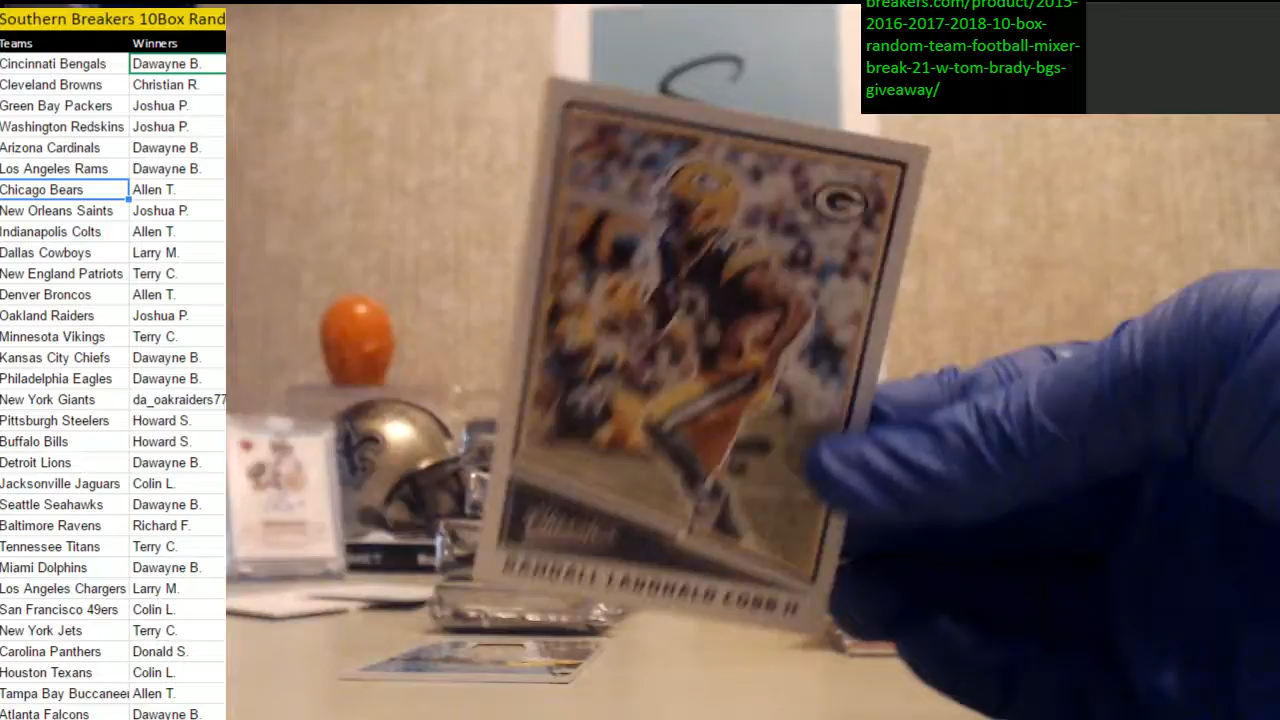 Southern Breakers 10Box Rand
Teams Winners
Cincinnati Bengals Dawayne B.
Cleveland Browns Christian R.
Green Bay Packers Joshua P.
Washington Redskins Joshua P.
Arizona Cardinals Dawayne B.
Los Angeles Rams Dawayne B.
Chicago Bears Allen T.
New Orleans Saints Joshua P.
Indianapolis Colts Allen T.
Dallas Cowboys Larry M.
New England Patriots Terry C.
Denver Broncos Allen T.
Oakland Raiders Joshua P.
Minnesota Vikings Terry C.
Kansas City Chiefs Dawayne B.
Philadelphia Eagles Dawayne B.
New York Giants da_oakraiders77
Pittsburgh Steelers Howard S.
Buffalo Bills Howard S.
Detroit Lions Dawayne B.
Jacksonville Jaguars Colin L.
Seattle Seahawks Dawayne B.
Baltimore Ravens Richard F.
Tennessee Titans Terry C.
Miami Dolphins Dawayne B.
Los Angeles Chargers Larry M.
San Francisco 49ers Colin L.
New York Jets Terry C.
Carolina Panthers Donald S.
Houston Texans Colin L.
Tampa Bay Buccaneer Allen T.
Atlanta Falcons Dawayne B.
breakers.com/product/2015-
2016-2017-2018-10-box-
random-team-football-mixer-
break-21-w-tom-brady-bgs-
giveaway/
G
Classics
RANDALL LADONALD COBB II